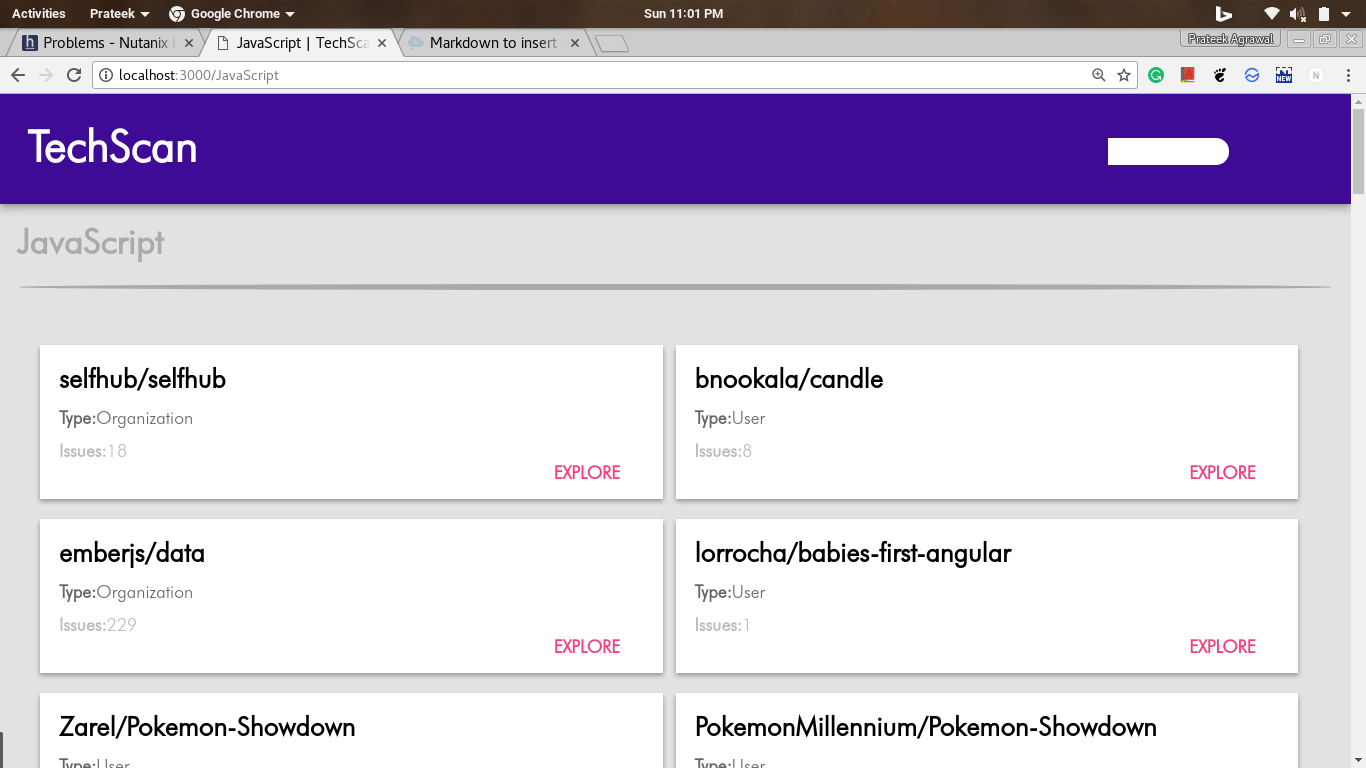 Activities Prateek Google Chrome Sun 11:01 PM
Problems - Nutanix JavaScript | TechSca Markdown to insert Prateek Agrawal
localhost:3000/JavaScript NEW N
TechScan
JavaScript
selfhub/selfhub
Type:Organization
Issues:18
EXPLORE
bnookala/candle
Type:User
Issues:8
EXPLORE
emberjs/data
Type:Organization
Issues:229
EXPLORE
lorrocha/babies-first-angular
Type:User
Issues:1
EXPLORE
Zarel/Pokemon-Showdown
Type:User
PokemonMillennium/Pokemon-Showdown
Type:User